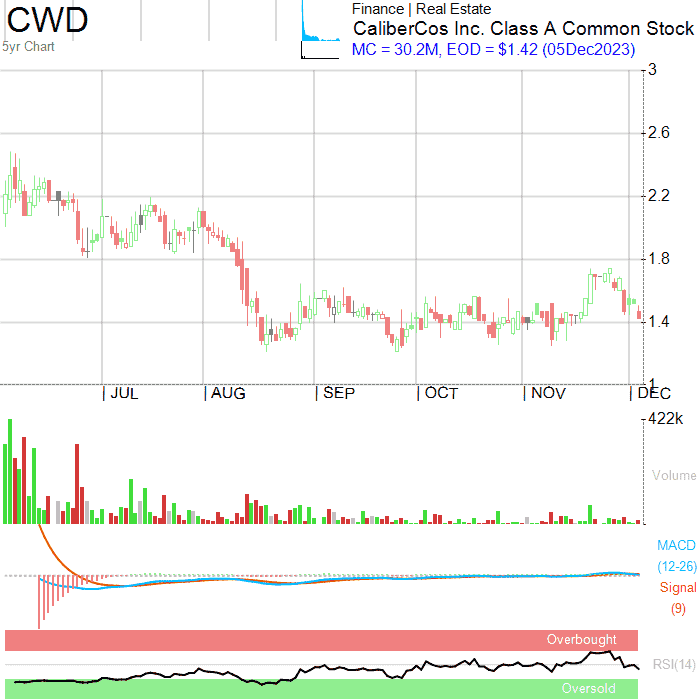 CWD
5yr Chart
Finance | Real Estate
CaliberCos Inc. Class A Common Stock
MC = 30.2M, EOD = $1.42 (05Dec2023)
3
2.6
2.2
1.8
1.4
1
| JUL | AUG | SEP | OCT | NOV | DEC
422k
Volume
MACD
(12-26)
Signal
(9)
Overbought
RSI(14)
Oversold